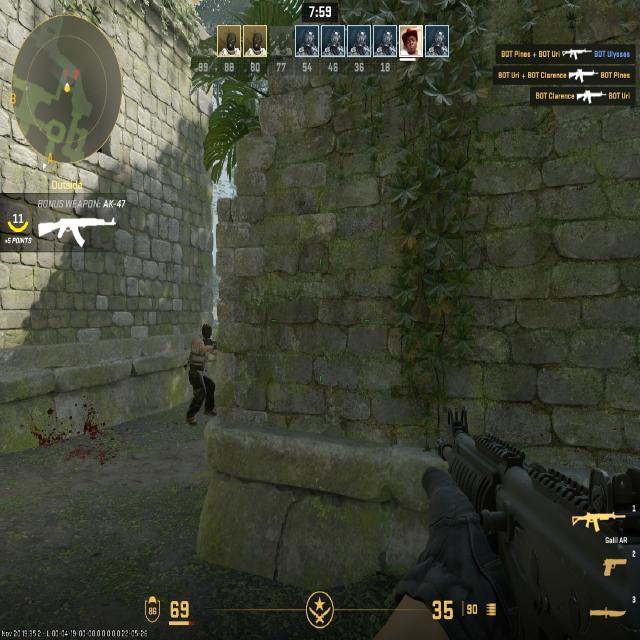 7:59
89 88 80 77 54 46 36 18
BOT Pines + BOT Uri BOT Ulysses
BOT Uri + BOT Clarence BOT Pines
BOT Clarence BOT Uri
B
A
Outside
BONUS WEAPON: AK-47
11
+5 POINTS
1
Galil AR
2
3
86 69
35 | 90